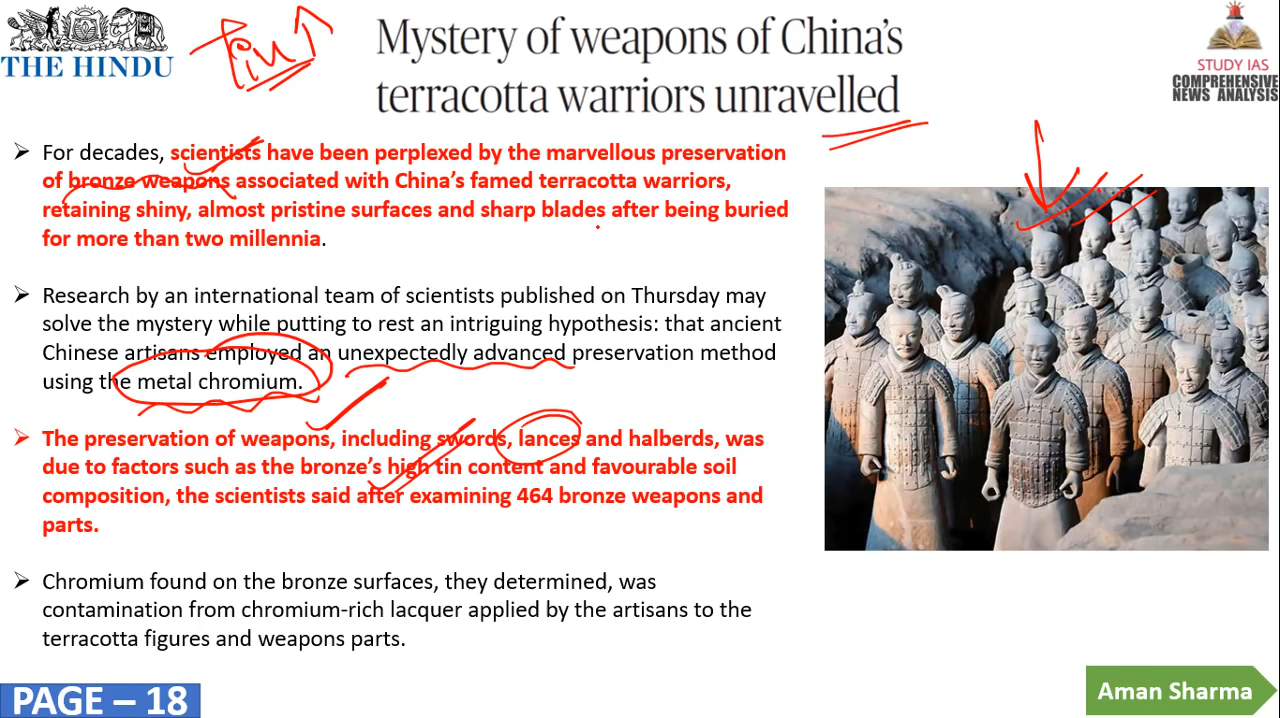 THE HINDU
Tin
Mystery of weapons of China's
terracotta warriors unravelled
STUDY IAS
COMPREHENSIVE
NEWS ANALYSIS
For decades, scientists have been perplexed by the marvellous preservation
of bronze weapons associated with China's famed terracotta warriors,
retaining shiny, almost pristine surfaces and sharp blades after being buried
for more than two millennia.
Research by an international team of scientists published on Thursday may
solve the mystery while putting to rest an intriguing hypothesis: that ancient
Chinese artisans employed an unexpectedly advanced preservation method
using the metal chromium.
The preservation of weapons, including swords, lances and halberds, was
due to factors such as the bronze's high tin content and favourable soil
composition, the scientists said after examining 464 bronze weapons and
parts.
Chromium found on the bronze surfaces, they determined, was
contamination from chromium-rich lacquer applied by the artisans to the
terracotta figures and weapons parts.
PAGE – 18
Aman Sharma